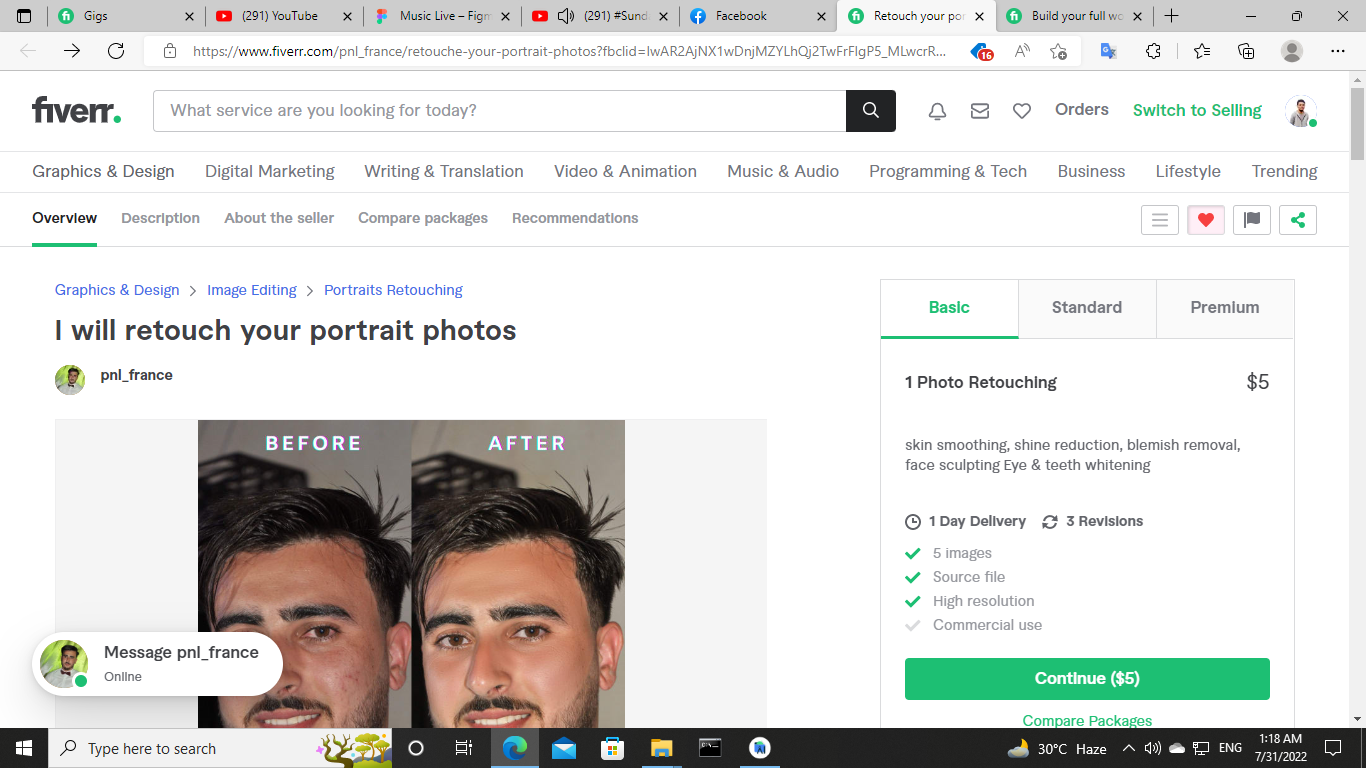 Gigs
(291) YouTube
Music Live – Figm
(291) #Sund
Facebook
Retouch your por
Build your full wo
https://www.fiverr.com/pnl_france/retouche-your-portrait-photos?fbclid=IwAR2AjNX1wDnjMZYLhQj2TwFrFlgP5_MLwcrR...
16
fiverr.
What service are you looking for today?
Orders
Switch to Selling
Graphics & Design
Digital Marketing
Writing & Translation
Video & Animation
Music & Audio
Programming & Tech
Business
Lifestyle
Trending
Overview
Description
About the seller
Compare packages
Recommendations
Graphics & Design > Image Editing > Portraits Retouching
I will retouch your portrait photos
pnl_france
BEFORE
AFTER
Message pnl_france
Online
Basic
Standard
Premium
1 Photo Retouching
$5
skin smoothing, shine reduction, blemish removal,
face sculpting Eye & teeth whitening
1 Day Delivery
3 Revisions
5 images
Source file
High resolution
Commercial use
Continue ($5)
Compare Packages
Type here to search
30°C Haze
ENG
1:18 AM
7/31/2022